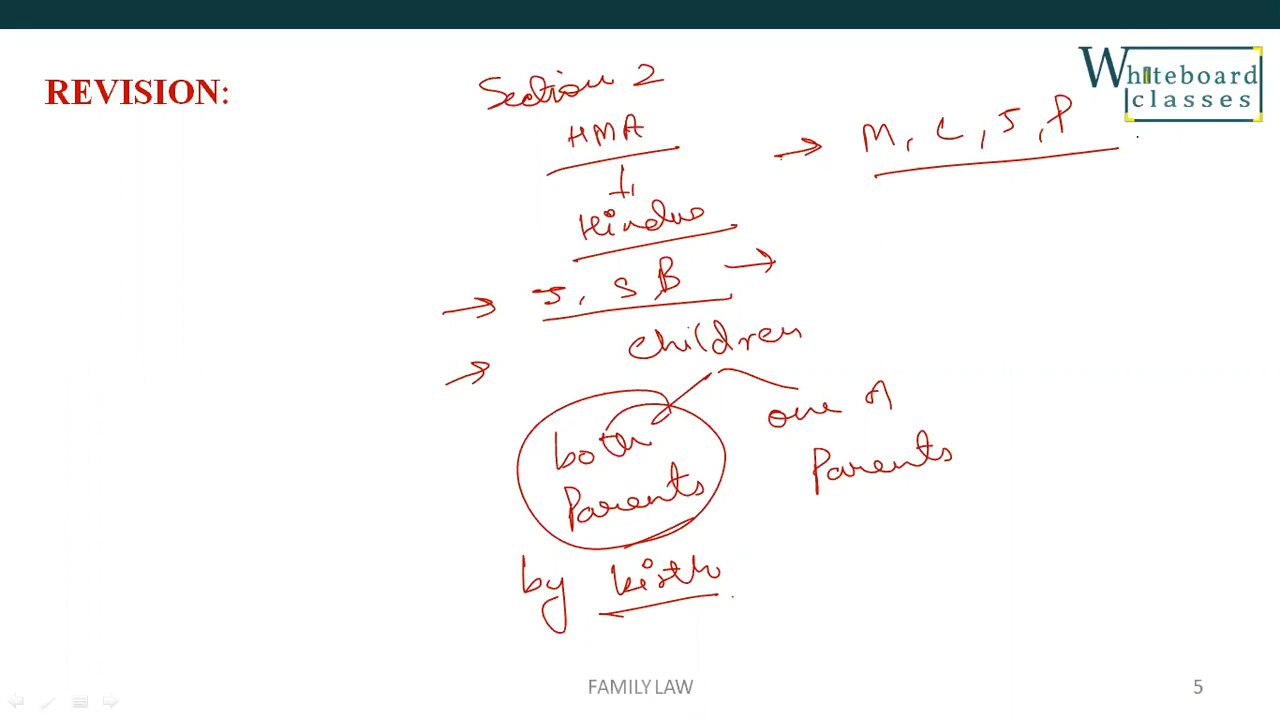 REVISION:
Section 2
HMA
Hindus
J, S B
children
both
Parents
one of
Parents
by birth
M, C, J, P
Whiteboard
classes
FAMILY LAW
5